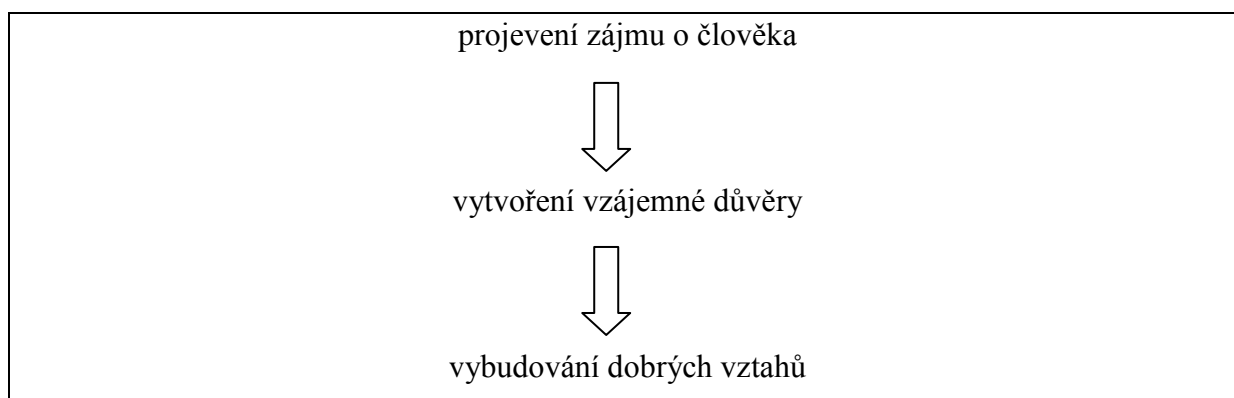 projevení zájmu o člověka
vytvoření vzájemné důvěry
vybudování dobrých vztahů